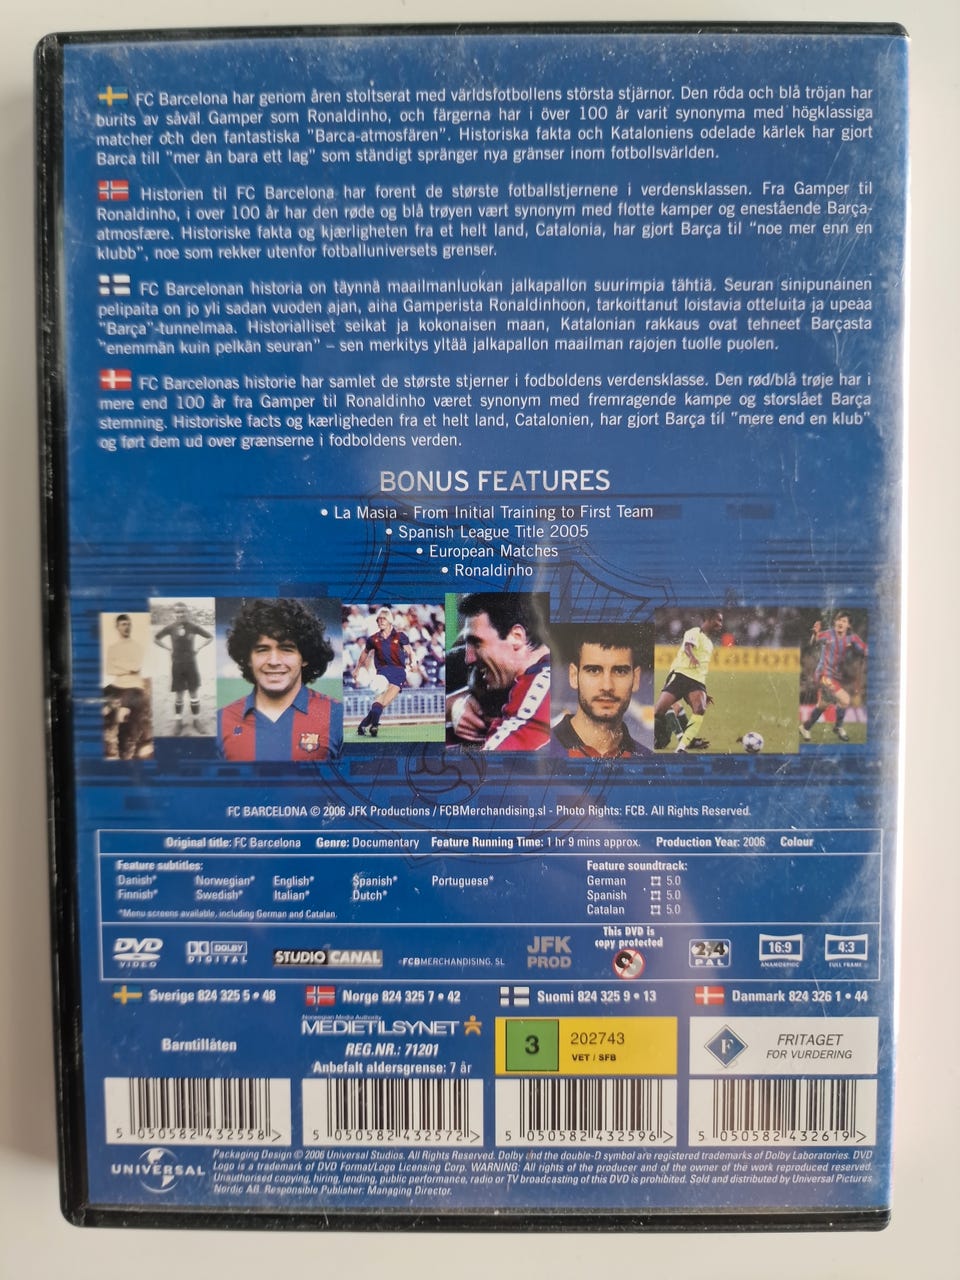 FC Barcelona har genom åren stoltserat med världsfotbollens största stjärnor. Den röda och blå tröjan har
burits av såväl Gamper som Ronaldinho, och färgerna har i över 100 år varit synonyma med högklassiga
matcher och den fantastiska "Barca-atmosfären". Historiska fakta och Kataloniens odelade kärlek har gjort
Barca till "mer än bara ett lag" som ständigt spränger nya gränser inom fotbollsvärlden.
Historien til FC Barcelona har forent de største fotballstjernene i verdensklassen. Fra Gamper til
Ronaldinho, i over 100 år har den røde og blå trøyen vært synonym med flotte kamper og enestående Barça-
atmosfære. Historiske fakta og kjærligheten fra et helt land, Catalonia, har gjort Barça til "noe mer enn en
klubb", noe som rekker utenfor fotballuniversets grenser.
FC Barcelonan historia on täynnä maailmanluokan jalkapallon suurimpia tähtiä. Seuran sinipunainen
pelipaita on jo yli sadan vuoden ajan, aina Gamperista Ronaldinhoon, tarkoittanut loistavia otteluita ja upeaa
"Barça"-tunnelmaa. Historialliset seikat ja kokonaisen maan, Katalonian rakkaus ovat tehneet Barçasta
"enemmän kuin pelkän seuran" – sen merkitys yltää jalkapallon maailman rajojen tuolle puolen.
FC Barcelonas historie har samlet de største stjerner i fodboldens verdensklasse. Den rød/blå trøje har i
mere end 100 år fra Gamper til Ronaldinho været synonym med fremragende kampe og storslået Barça
stemning. Historiske facts og kærligheden fra et helt land, Catalonien, har gjort Barça til "mere end en klub"
og ført dem ud over grænserne i fodboldens verden.
BONUS FEATURES
• La Masia - From Initial Training to First Team
• Spanish League Title 2005
• European Matches
• Ronaldinho
FC BARCELONA © 2006 JFK Productions / FCBMerchandising.sl - Photo Rights: FCB. All Rights Reserved.
Original title: FC Barcelona Genre: Documentary Feature Running Time: 1 hr 9 mins approx. Production Year: 2006 Colour
Feature subtitles: Feature soundtrack:
Danish* Norwegian* English* Spanish* Portuguese* German 5.0
Finnish* Swedish* Italian* Dutch* Spanish 5.0
*Menu screens available, including German and Catalan. Catalan 5.0
DVD VIDEO DOLBY DIGITAL STUDIO CANAL FCBMERCHANDISING, SL JFK PROD This DVD is copy protected 2,4 PAL 16:9 ANAMORPHIC 4:3 FULL FRAME
Sverige 824 325 5 • 48 Norge 824 325 7 • 42 Suomi 824 325 9 • 13 Danmark 824 326 1 • 44
Barntillåten
Norwegian Media Authority
MEDIETILSYNET
REG.NR.: 71201
Anbefalt aldersgrense: 7 år
3 202743
VET / SFB
F FRITAGET
FOR VURDERING
5 050582 432558 > 5 050582 432572 > 5 050582 432596 > 5 050582 432619 >
UNIVERSAL
Packaging Design © 2006 Universal Studios. All Rights Reserved. Dolby and the double-D symbol are registered trademarks of Dolby Laboratories. DVD
Logo is a trademark of DVD Format/Logo Licensing Corp. WARNING: All rights of the producer and of the owner of the work reproduced reserved.
Unauthorised copying, hiring, lending, public performance, radio or TV broadcasting of this DVD is prohibited. Sold and distributed by Universal Pictures
Nordic AB. Responsible Publisher: Managing Director.